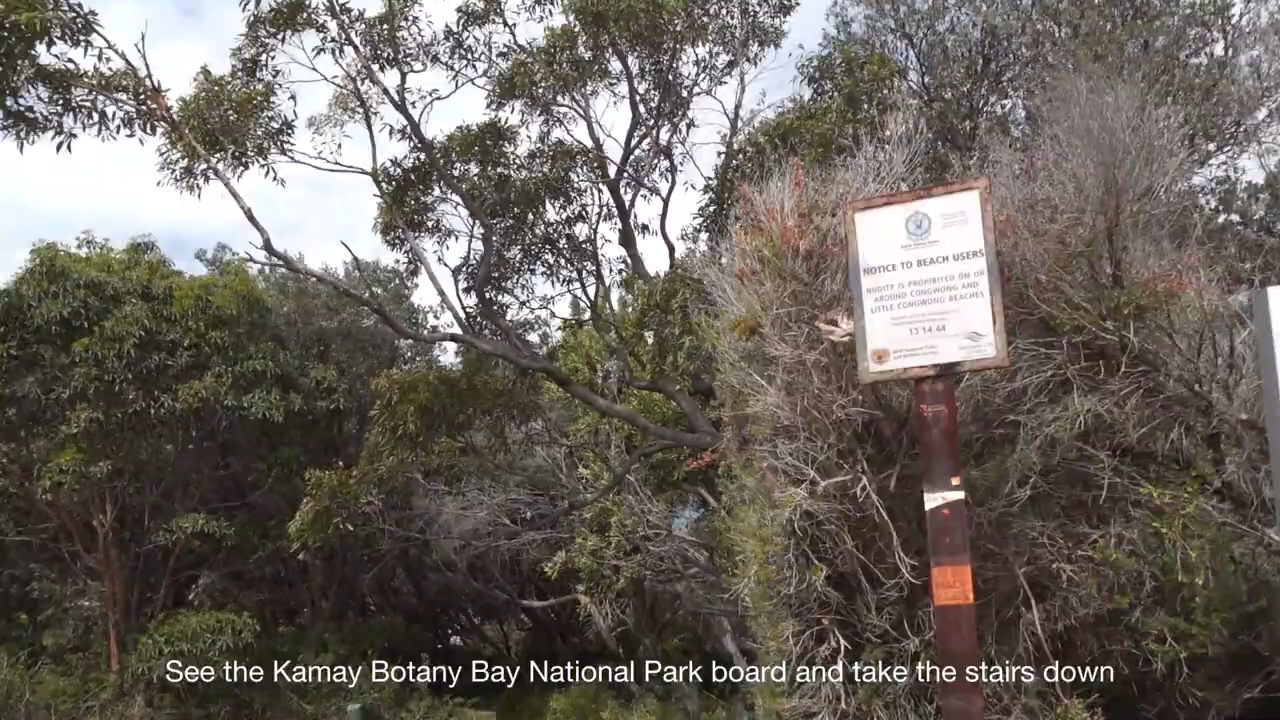 NOTICE TO BEACH USERS
NUDITY IS PROHIBITED ON OR
AROUND CONGWONG AND
LITTLE CONGWONG BEACHES
13 14 44
See the Kamay Botany Bay National Park board and take the stairs down